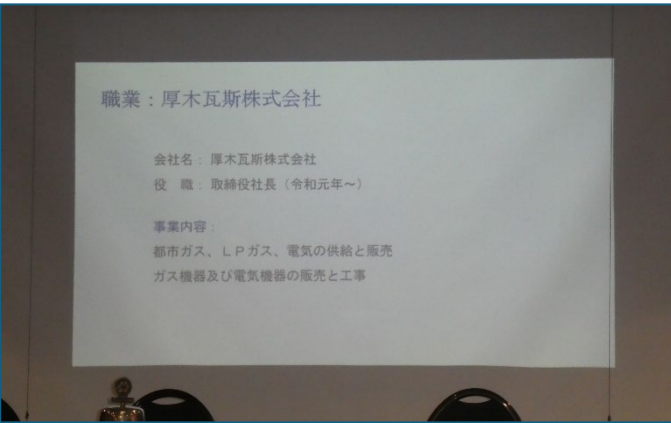 職業：厚木瓦斯株式会社
会社名： 厚木瓦斯株式会社
役　職： 取締役社長（令和元年～）
事業内容：
都市ガス、ＬＰガス、電気の供給と販売
ガス機器及び電気機器の販売と工事